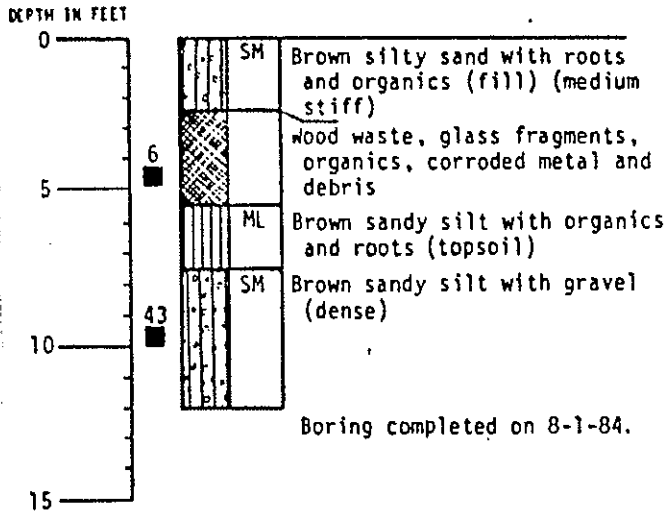 DEPTH IN FEET
0
SM
Brown silty sand with roots
and organics (fill) (medium
stiff)
Wood waste, glass fragments,
organics, corroded metal and
debris
6
5
ML
Brown sandy silt with organics
and roots (topsoil)
SM
Brown sandy silt with gravel
(dense)
43
10
Boring completed on 8-1-84.
15